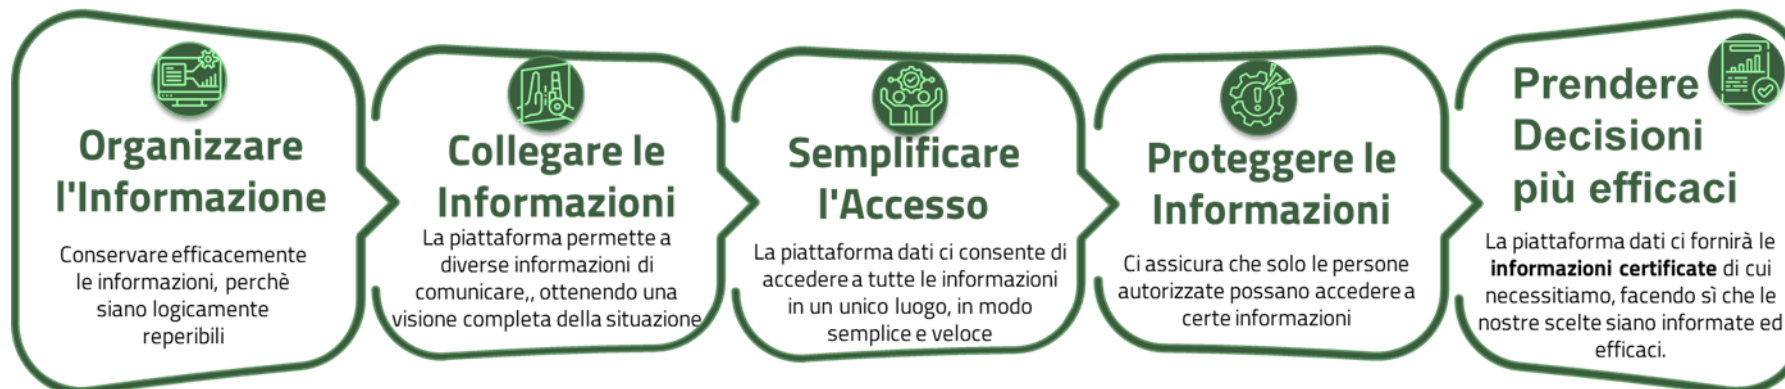 Organizzare
l'Informazione
Conservare efficacemente
le informazioni, perchè
siano logicamente
reperibili
Collegare le
Informazioni
La piattaforma permette a
diverse informazioni di
comunicare,, ottenendo una
visione completa della situazione
Semplificare
l'Accesso
La piattaforma dati ci consente di
accedere a tutte le informazioni
in un unico luogo, in modo
semplice e veloce
Proteggere le
Informazioni
Ci assicura che solo le persone
autorizzate possano accedere a
certe informazioni
Prendere
Decisioni
più efficaci
La piattaforma dati ci fornirà le
informazioni certificate di cui
necessitiamo, facendo sì che le
nostre scelte siano informate ed
efficaci.